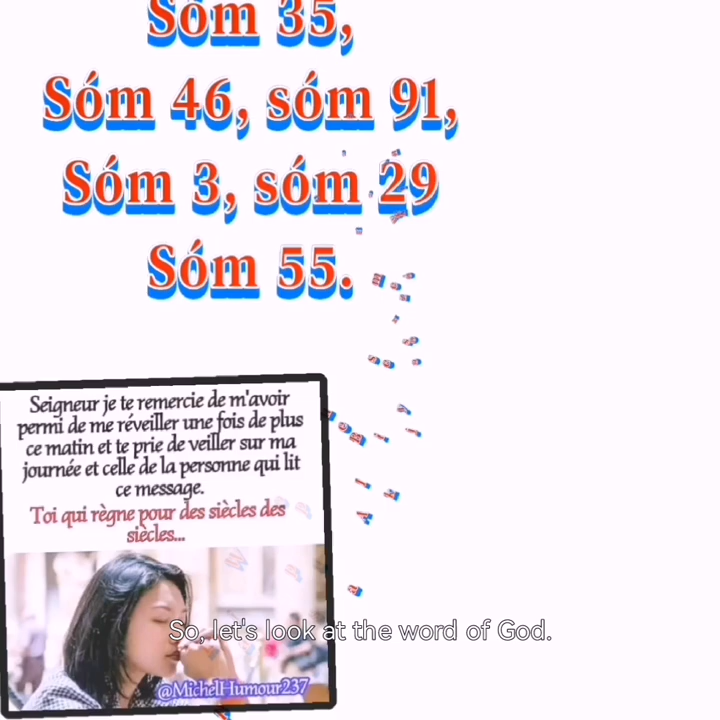 Sóm 35,
Sóm 46, sóm 91,
Sóm 3, sóm 29
Sóm 55.
Seigneur je te remercie de m'avoir
permi de me réveiller une fois de plus
ce matin et te prie de veiller sur ma
journée et celle de la personne qui lit
ce message.
Toi qui règne pour des siècles des
siècles...
So, let's look at the word of God.
@MichelHumour237